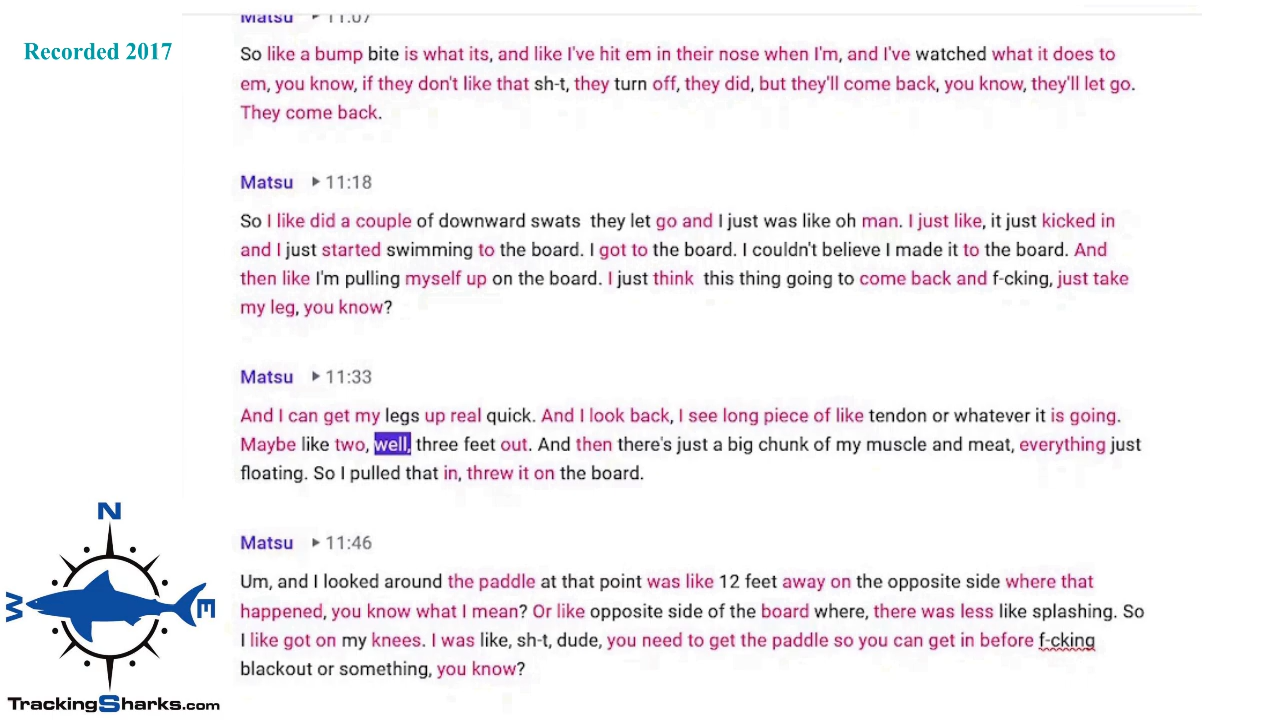 Matsu 11:07
Recorded 2017
So like a bump bite is what its, and like I've hit em in their nose when I'm, and I've watched what it does to
em, you know, if they don't like that sh-t, they turn off, they did, but they'll come back, you know, they'll let go.
They come back.
Matsu 11:18
So I like did a couple of downward swats they let go and I just was like oh man. I just like, it just kicked in
and I just started swimming to the board. I got to the board. I couldn't believe I made it to the board. And
then like I'm pulling myself up on the board. I just think this thing going to come back and f-cking, just take
my leg, you know?
Matsu 11:33
And I can get my legs up real quick. And I look back, I see long piece of like tendon or whatever it is going.
Maybe like two, well, three feet out. And then there's just a big chunk of my muscle and meat, everything just
floating. So I pulled that in, threw it on the board.
Matsu 11:46
Um, and I looked around the paddle at that point was like 12 feet away on the opposite side where that
happened, you know what I mean? Or like opposite side of the board where, there was less like splashing. So
I like got on my knees. I was like, sh-t, dude, you need to get the paddle so you can get in before f-cking
blackout or something, you know?
N
W
E
TrackingSharks.com